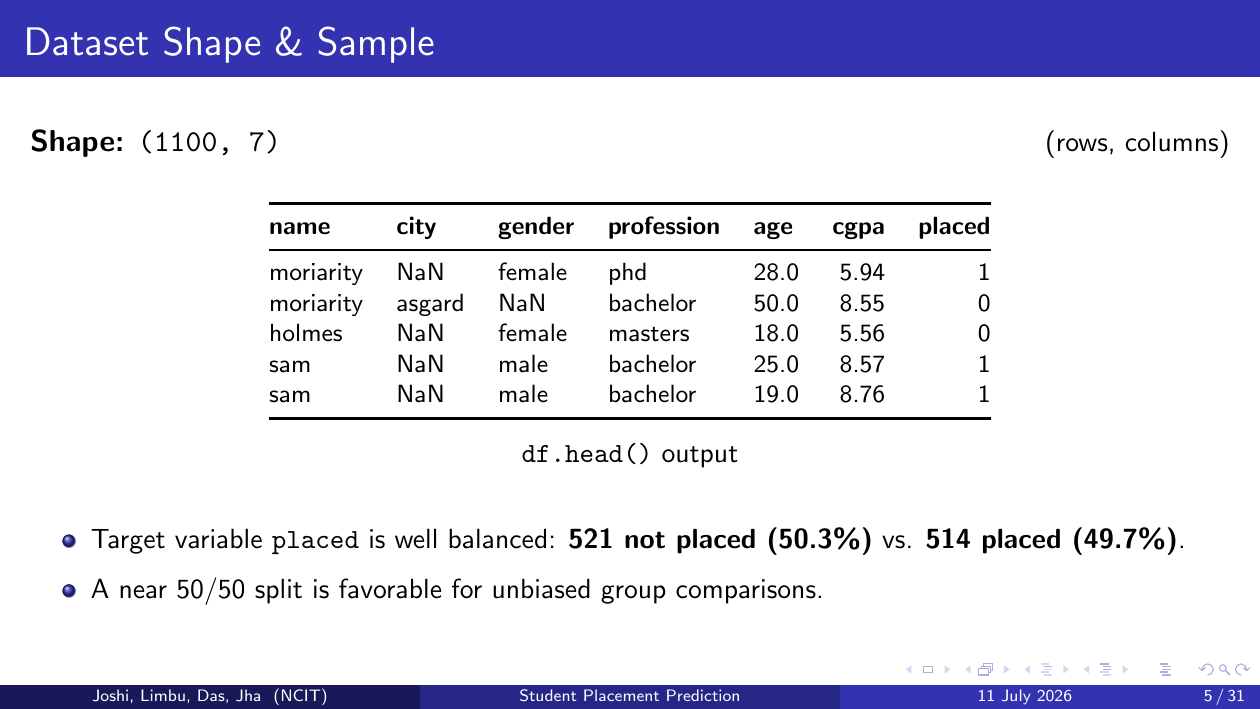 Dataset Shape & Sample
Shape: (1100, 7) (rows, columns)
name city gender profession age cgpa placed
moriarity NaN female phd 28.0 5.94 1
moriarity asgard NaN bachelor 50.0 8.55 0
holmes NaN female masters 18.0 5.56 0
sam NaN male bachelor 25.0 8.57 1
sam NaN male bachelor 19.0 8.76 1
df.head() output
Target variable placed is well balanced: 521 not placed (50.3%) vs. 514 placed (49.7%).
A near 50/50 split is favorable for unbiased group comparisons.
Joshi, Limbu, Das, Jha (NCIT) Student Placement Prediction 11 July 2026 5 / 31